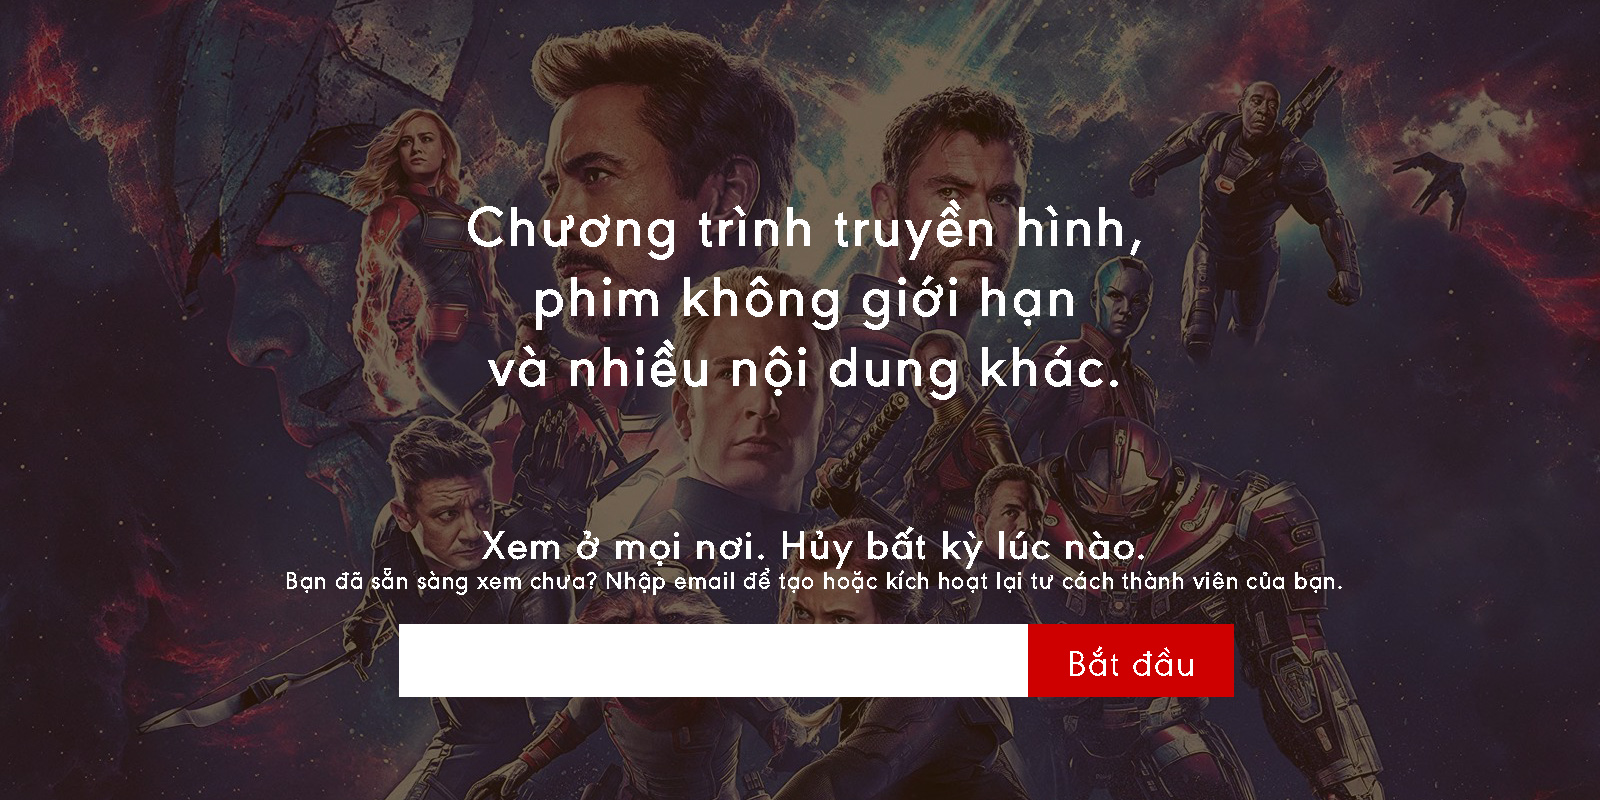 Chương trình truyền hình,
phim không giới hạn
và nhiều nội dung khác.
Xem ở mọi nơi. Hủy bất kỳ lúc nào.
Bạn đã sẵn sàng xem chưa? Nhập email để tạo hoặc kích hoạt lại tư cách thành viên của bạn.
Bắt đầu